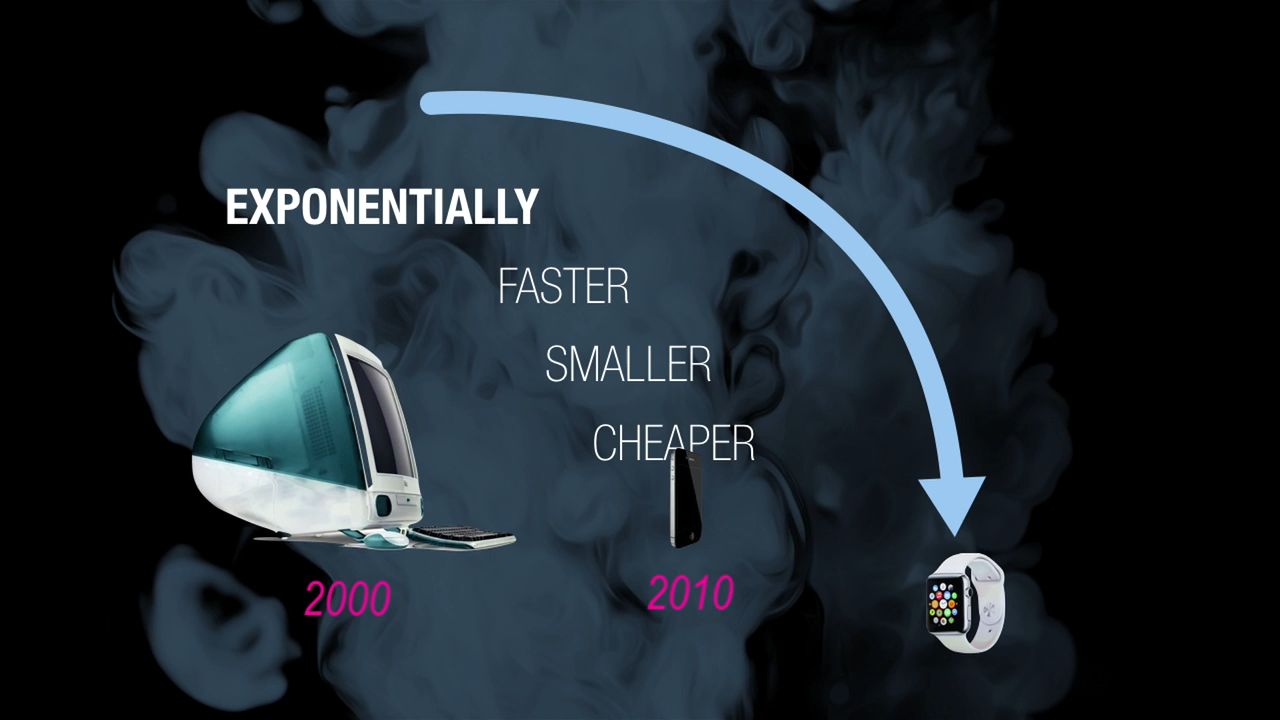 EXPONENTIALLY
FASTER
SMALLER
CHEAPER
2000
2010